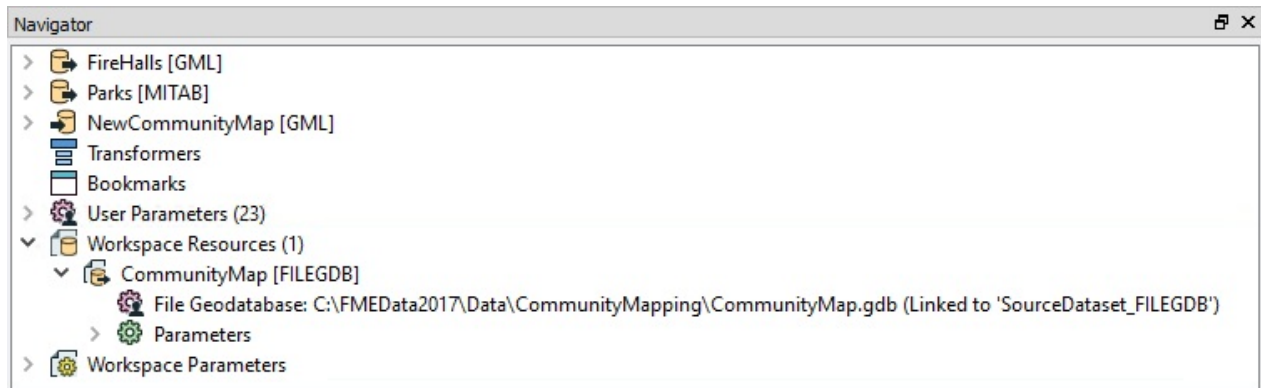 Navigator
FireHalls [GML]
Parks [MITAB]
NewCommunityMap [GML]
Transformers
Bookmarks
User Parameters (23)
Workspace Resources (1)
CommunityMap [FILEGDB]
File Geodatabase: C:\FMEData2017\Data\CommunityMapping\CommunityMap.gdb (Linked to 'SourceDataset_FILEGDB')
Parameters
Workspace Parameters